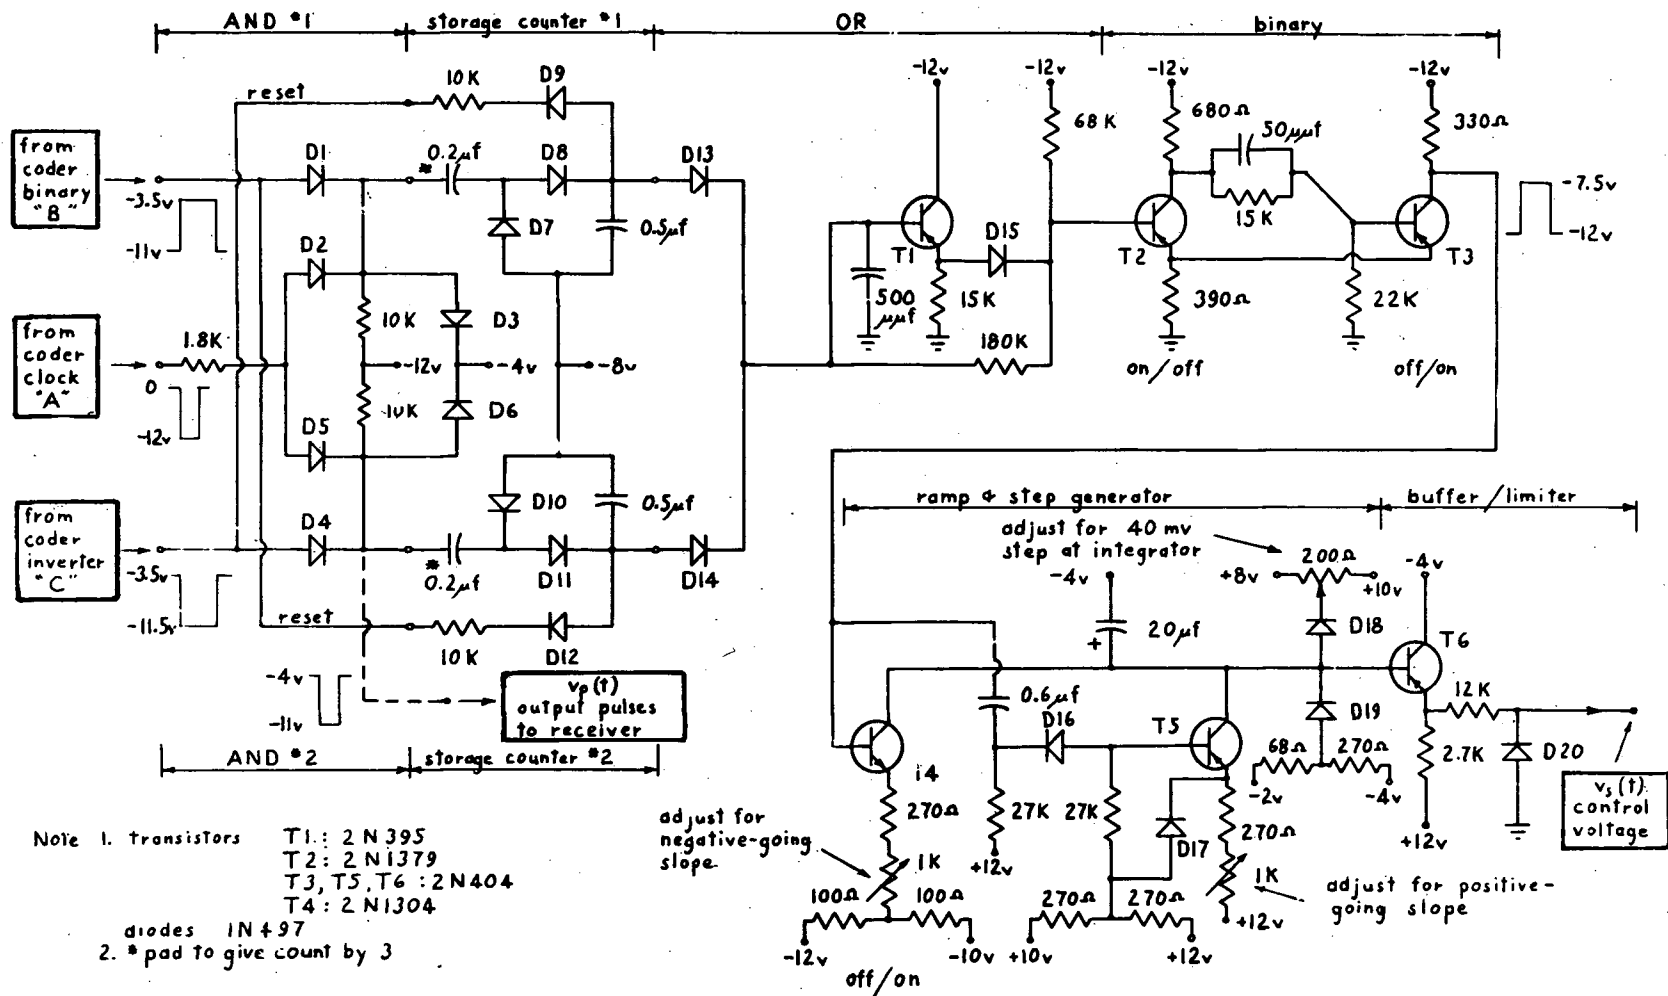 AND *1
storage counter *1
OR
binary
reset
10K
D9
-12v
-12v
-12v
-12v
from
coder
binary
"B"
D1
0.2μf
*
D8
D13
68K
680Ω
50μμf
330Ω
-3.5v
-11v
D7
0.5μf
15K
-7.5v
-12v
D2
T1
D15
T2
T3
500
μμf
15K
390Ω
22K
from
coder
clock
"A"
1.8K
10K
D3
-12v
-4v
-8v
180K
on/off
off/on
0
-12v
10K
D6
D5
from
coder
inverter
"C"
D4
D10
0.5μf
*
0.2μf
D11
D14
-3.5v
-11.5v
ramp & step generator
buffer/limiter
adjust for 40 mv
step at integrator
200Ω
+8v
+10v
-4v
-4v
reset
10K
D12
20μf
+
D18
T6
-4v
-11v
vp(t)
output pulses
to receiver
0.6μf
D16
T5
D19
12K
AND *2
storage counter *2
i4
68Ω
270Ω
-2v
-4v
2.7K
D20
vs(t)
control
voltage
270Ω
27K
27K
D17
270Ω
+12v
adjust for
negative-going
slope
1K
+12v
1K
adjust for positive-
going slope
100Ω
100Ω
270Ω
270Ω
+12v
-12v
-10v
+10v
+12v
off/on
Note 1. transistors T1: 2N395
T2: 2N1379
T3, T5, T6: 2N404
T4: 2N1304
diodes 1N497
2. * pad to give count by 3